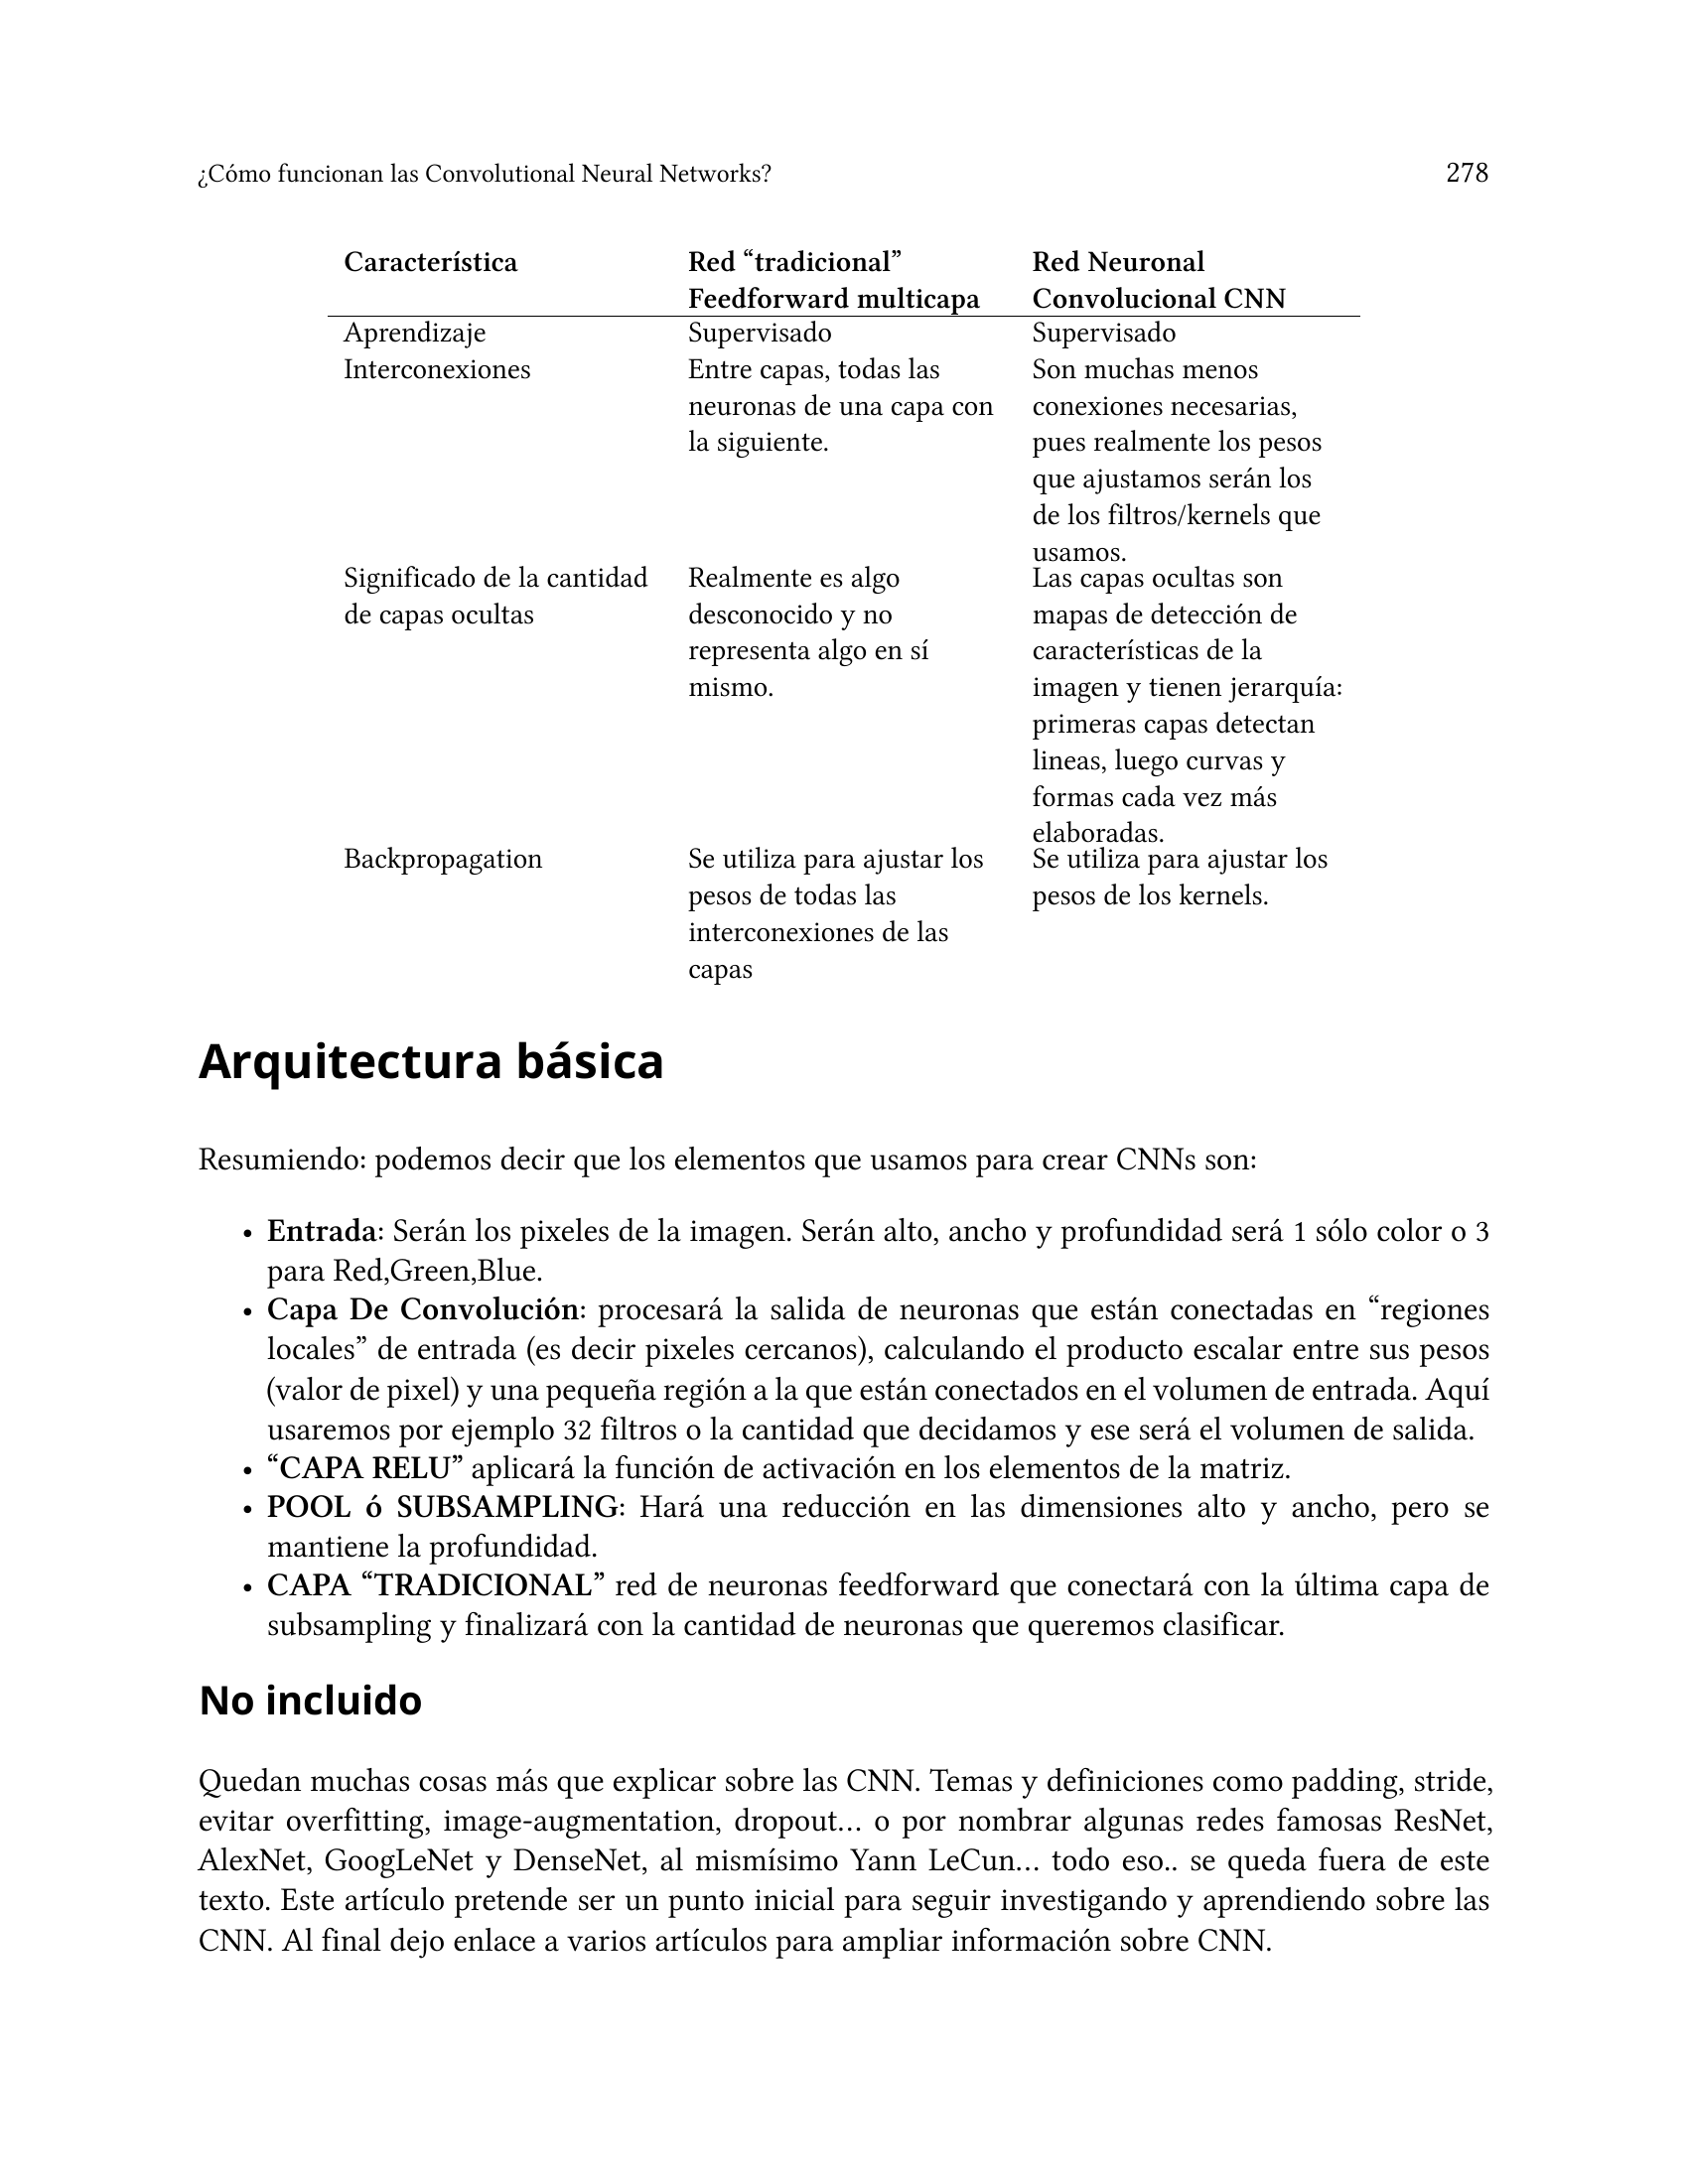 ¿Cómo funcionan las Convolutional Neural Networks? 278
Característica Red “tradicional” Feedforward multicapa Red Neuronal Convolucional CNN
Aprendizaje Supervisado Supervisado
Interconexiones Entre capas, todas las Son muchas menos
neuronas de una capa con conexiones necesarias,
la siguiente. pues realmente los pesos
que ajustamos serán los
de los filtros/kernels que
usamos.
Significado de la cantidad Realmente es algo Las capas ocultas son
de capas ocultas desconocido y no mapas de detección de
representa algo en sí características de la
mismo. imagen y tienen jerarquía:
primeras capas detectan
lineas, luego curvas y
formas cada vez más
elaboradas.
Backpropagation Se utiliza para ajustar los Se utiliza para ajustar los
pesos de todas las pesos de los kernels.
interconexiones de las
capas
Arquitectura básica
Resumiendo: podemos decir que los elementos que usamos para crear CNNs son:
• Entrada: Serán los pixeles de la imagen. Serán alto, ancho y profundidad será 1 sólo color o 3
para Red,Green,Blue.
• Capa De Convolución: procesará la salida de neuronas que están conectadas en “regiones
locales” de entrada (es decir pixeles cercanos), calculando el producto escalar entre sus pesos
(valor de pixel) y una pequeña región a la que están conectados en el volumen de entrada. Aquí
usaremos por ejemplo 32 filtros o la cantidad que decidamos y ese será el volumen de salida.
• “CAPA RELU” aplicará la función de activación en los elementos de la matriz.
• POOL ó SUBSAMPLING: Hará una reducción en las dimensiones alto y ancho, pero se
mantiene la profundidad.
• CAPA “TRADICIONAL” red de neuronas feedforward que conectará con la última capa de
subsampling y finalizará con la cantidad de neuronas que queremos clasificar.
No incluido
Quedan muchas cosas más que explicar sobre las CNN. Temas y definiciones como padding, stride,
evitar overfitting, image-augmentation, dropout… o por nombrar algunas redes famosas ResNet,
AlexNet, GoogLeNet y DenseNet, al mismísimo Yann LeCun… todo eso.. se queda fuera de este
texto. Este artículo pretende ser un punto inicial para seguir investigando y aprendiendo sobre las
CNN. Al final dejo enlace a varios artículos para ampliar información sobre CNN.